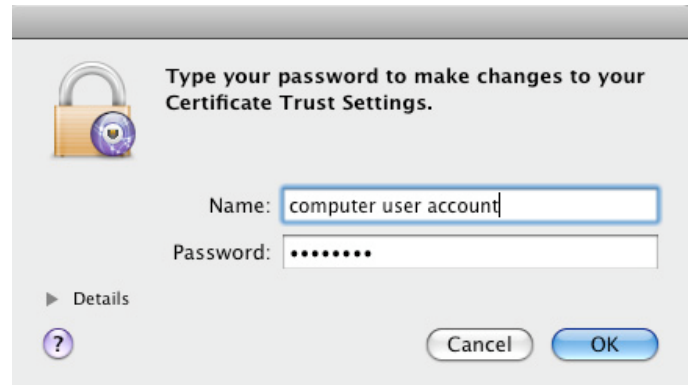 Type your password to make changes to your
Certificate Trust Settings.
Name: computer user account
Password: ••••••••
Details
?
Cancel OK